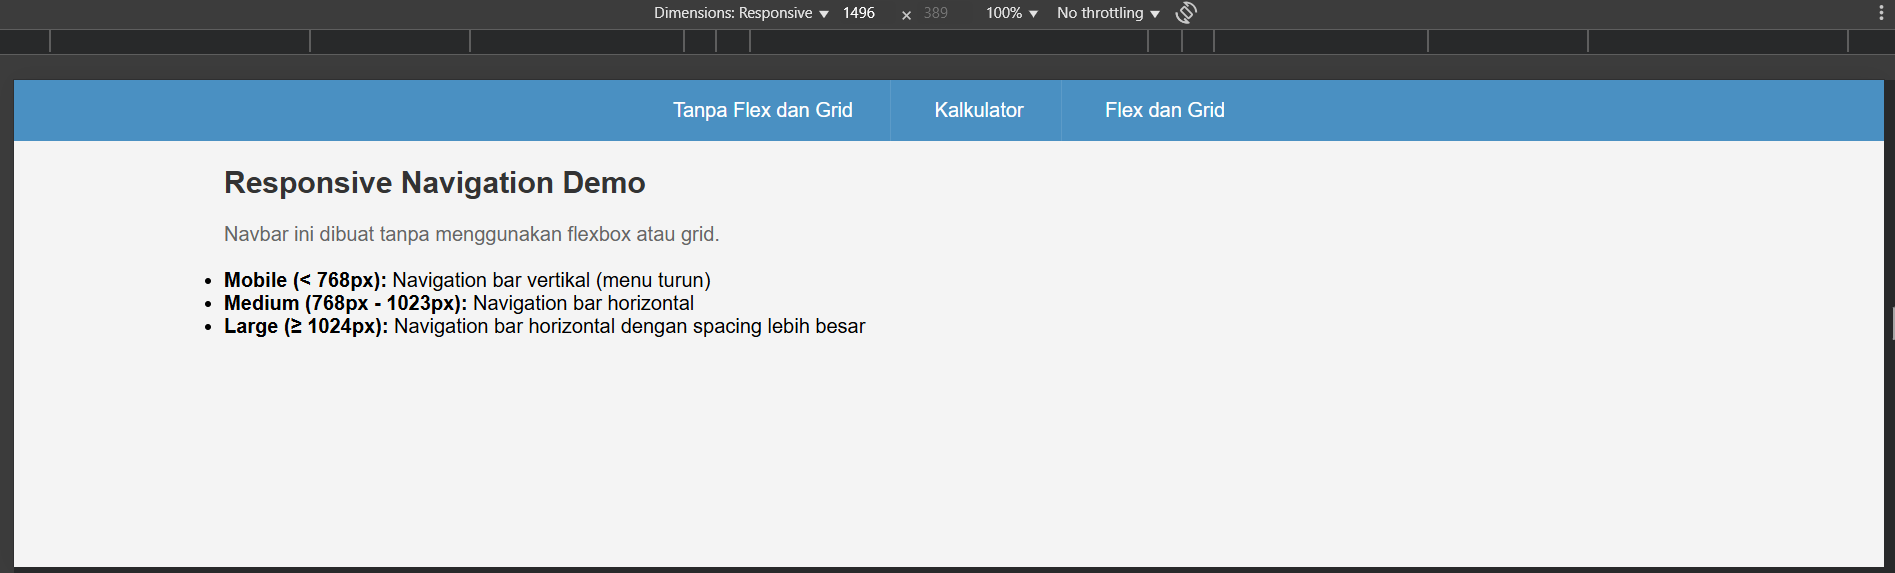 Dimensions: Responsive 1496 × 389 100% No throttling
Tanpa Flex dan Grid Kalkulator Flex dan Grid
Responsive Navigation Demo
Navbar ini dibuat tanpa menggunakan flexbox atau grid.
• Mobile (< 768px): Navigation bar vertikal (menu turun)
• Medium (768px - 1023px): Navigation bar horizontal
• Large (≥ 1024px): Navigation bar horizontal dengan spacing lebih besar